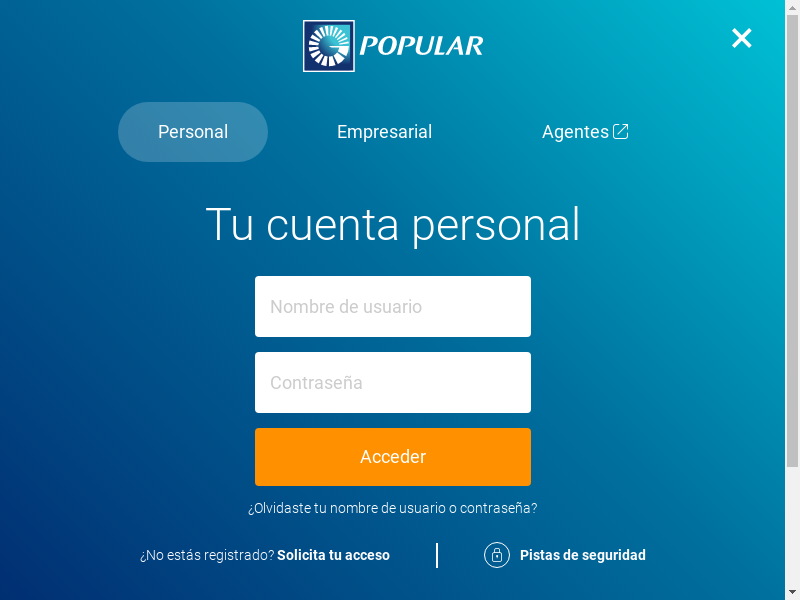 POPULAR
Personal
Empresarial
Agentes
Tu cuenta personal
Nombre de usuario
Contraseña
Acceder
¿Olvidaste tu nombre de usuario o contraseña?
¿No estás registrado? Solicita tu acceso
Pistas de seguridad